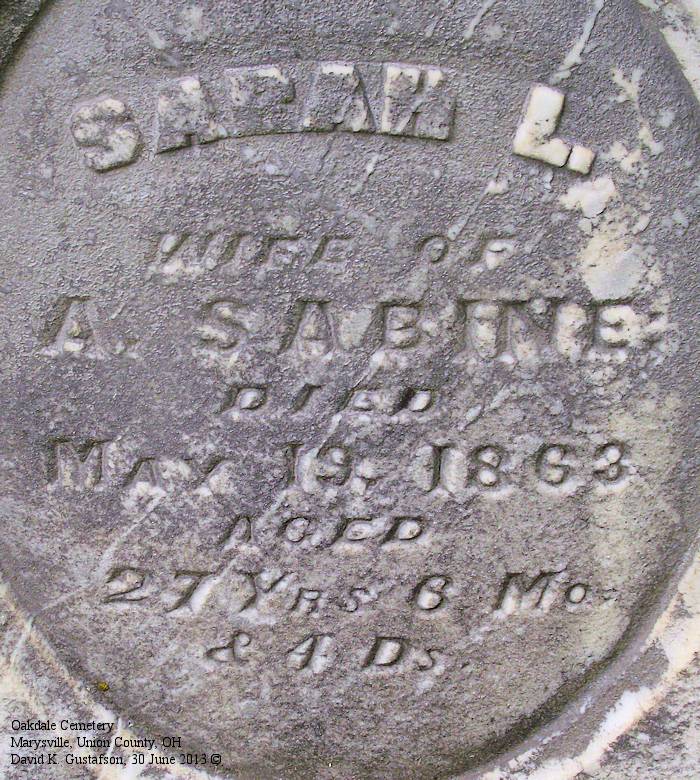 SARAH L.
WIFE OF
A. SABINE
DIED
MAY 19, 1863
AGED
27 YRS 6 MO.
& 4 DS.
Oakdale Cemetery
Marysville, Union County, OH
David K. Gustafson, 30 June 2013 ©